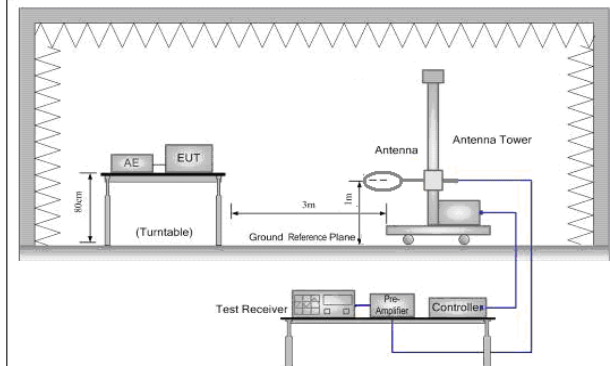 Antenna Tower
Antenna
AE
EUT
80cm
(Turntable)
3m
1m
Ground Reference Plane
Test Receiver
Pre-
Amplifier
Controller